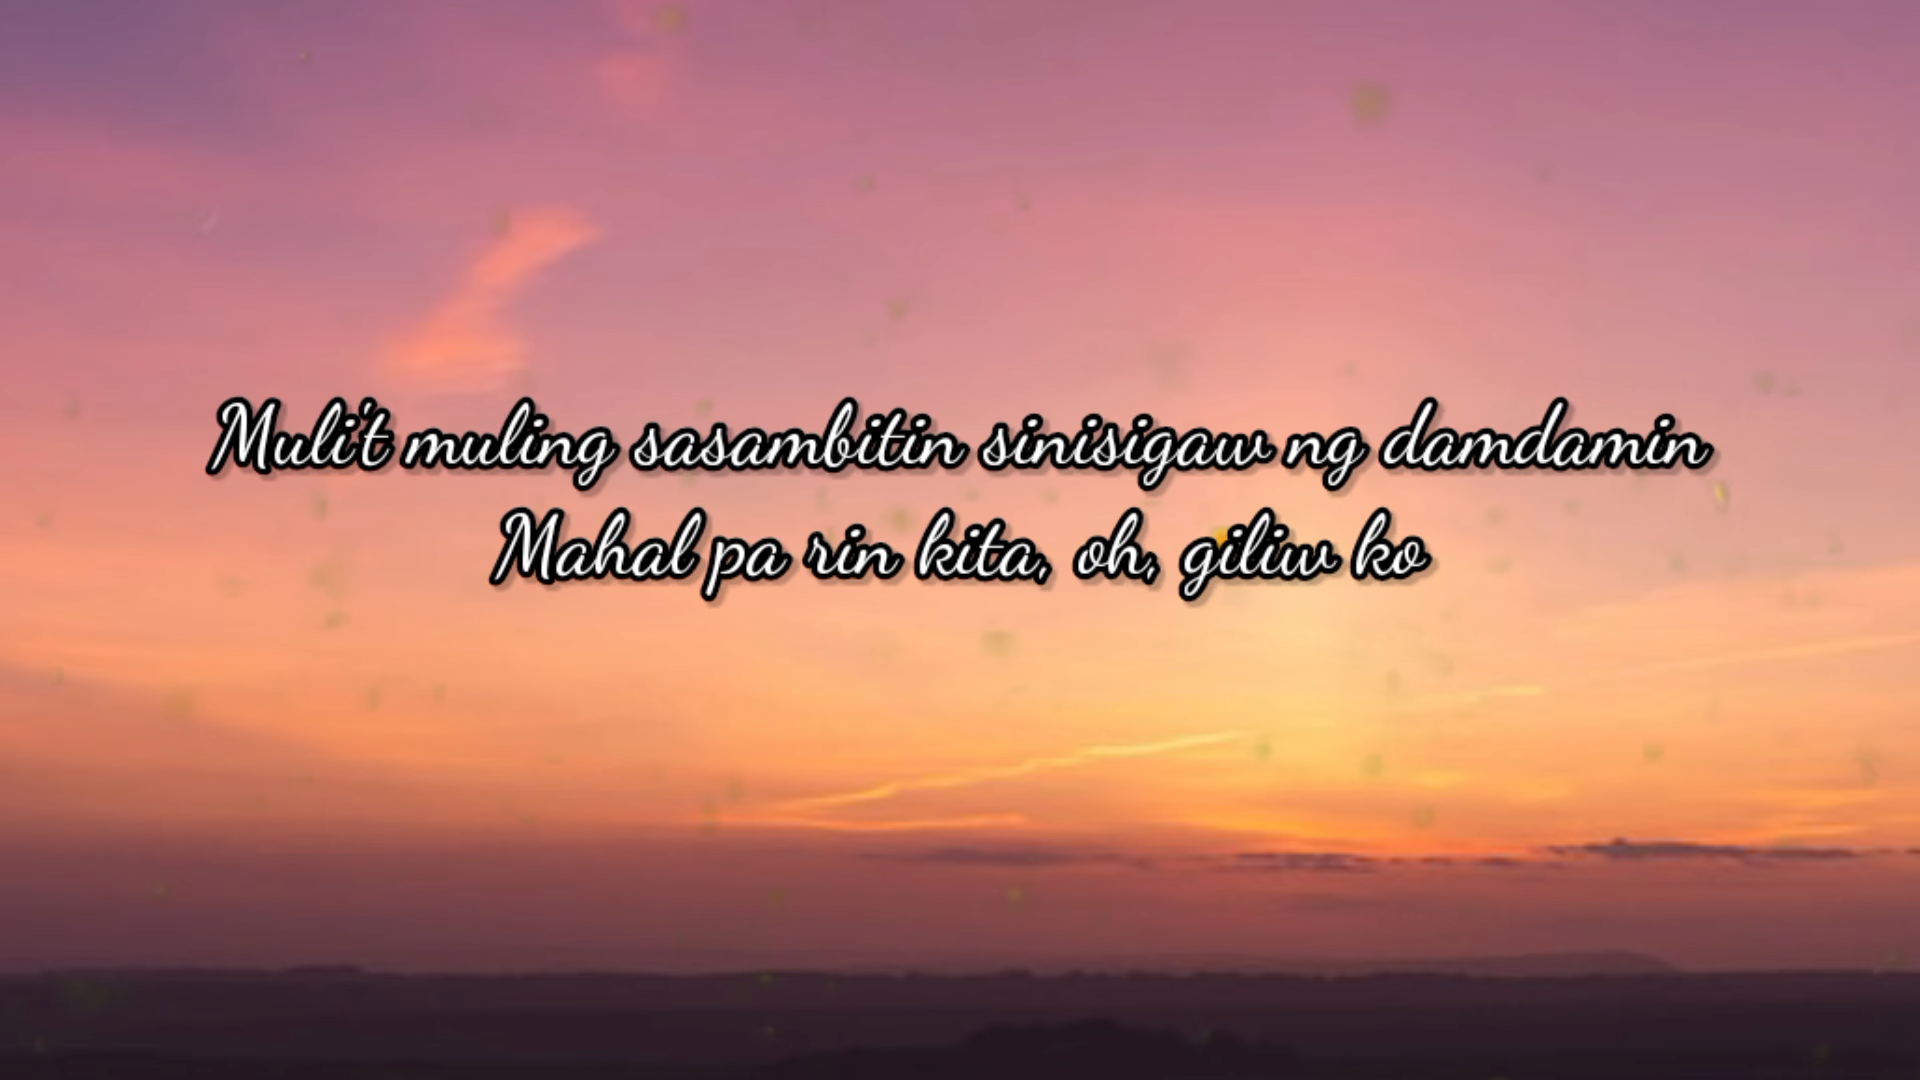 Muli't muling sasambitin sinisigaw ng damdamin
Mahal pa rin kita, oh, giliw ko